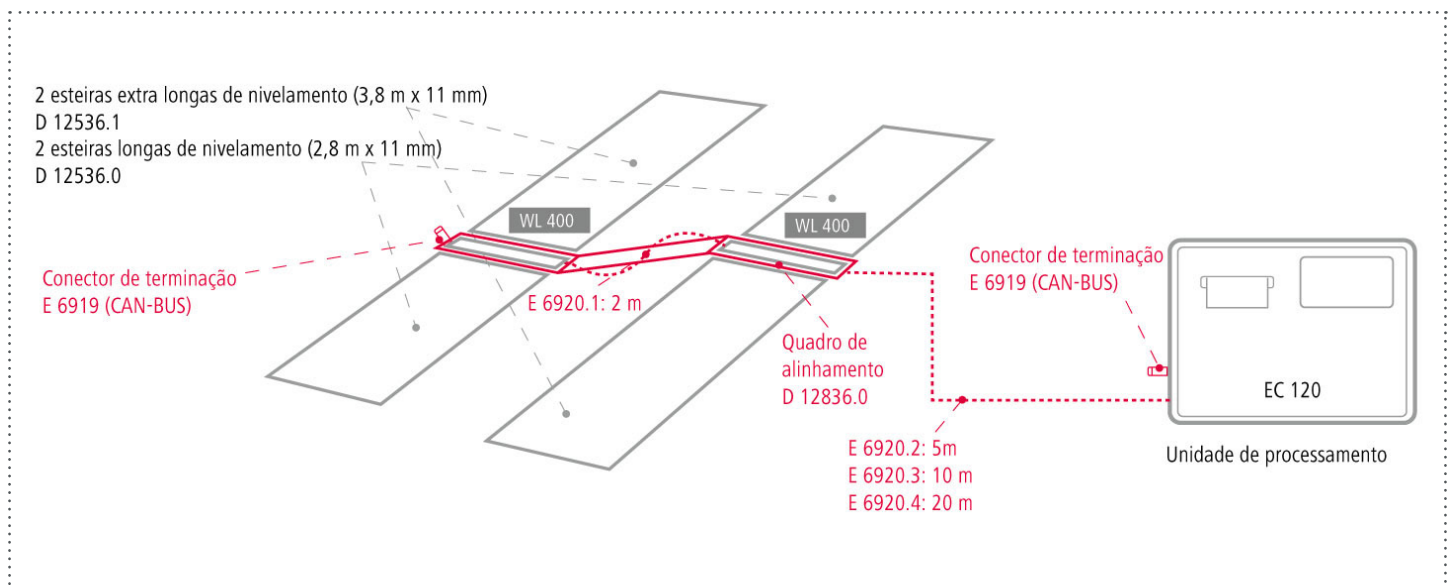 2 esteiras extra longas de nivelamento (3,8 m x 11 mm)
D 12536.1
2 esteiras longas de nivelamento (2,8 m x 11 mm)
D 12536.0
WL 400
WL 400
Conector de terminação
E 6919 (CAN-BUS)
E 6920.1: 2 m
Quadro de
alinhamento
D 12836.0
Conector de terminação
E 6919 (CAN-BUS)
EC 120
E 6920.2: 5m
E 6920.3: 10 m
E 6920.4: 20 m
Unidade de processamento